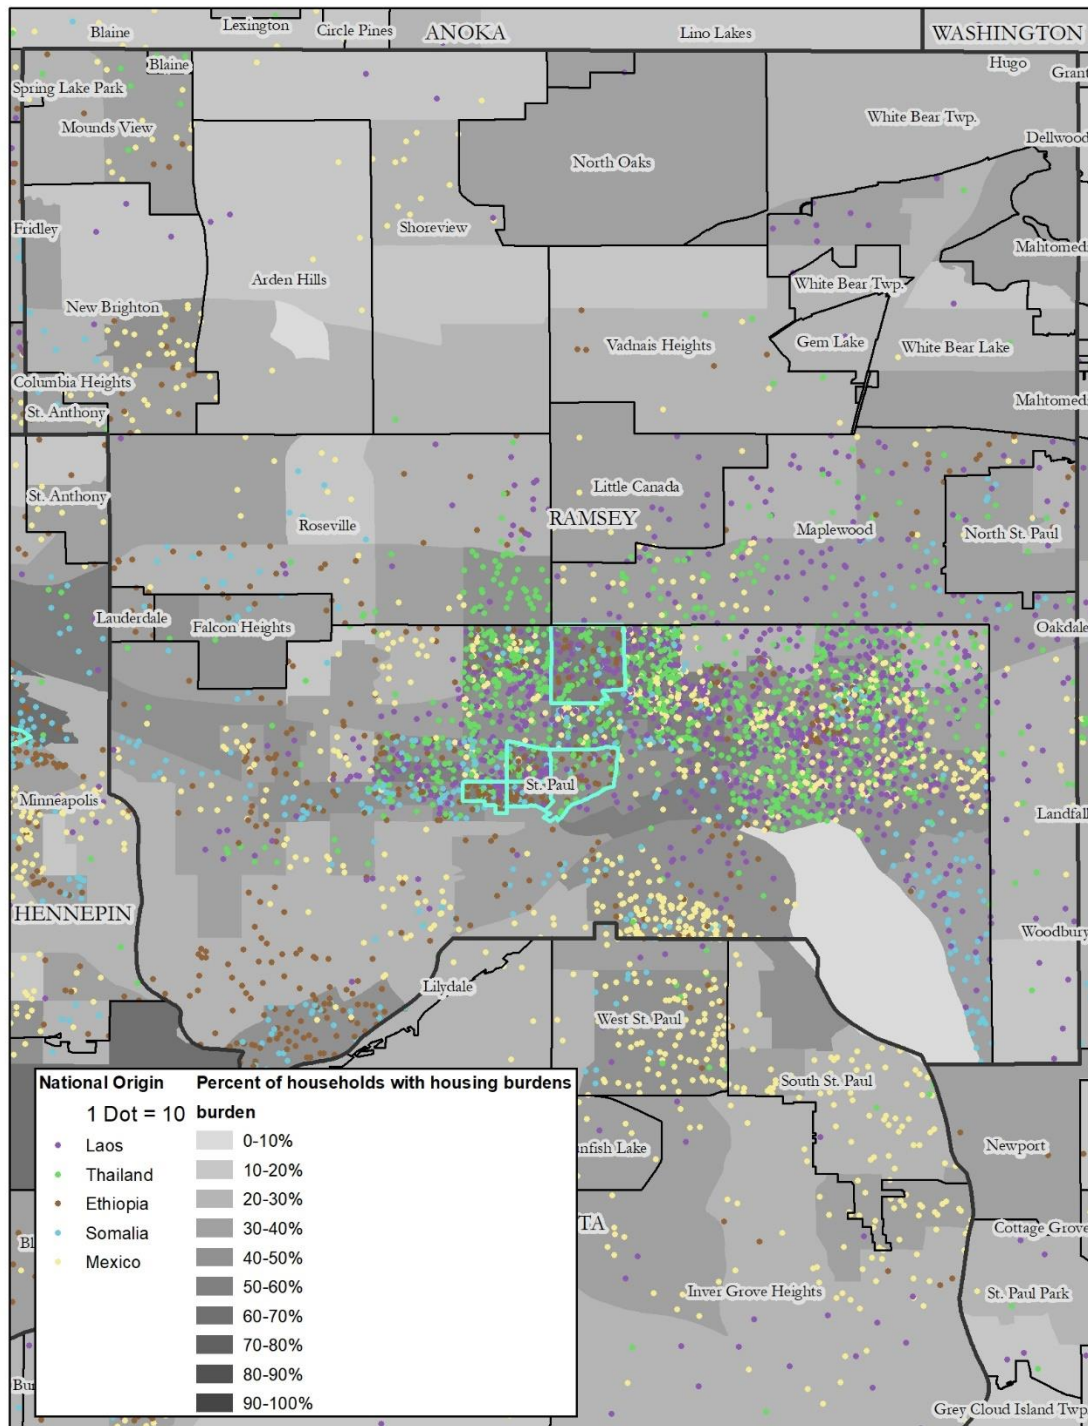 Blaine
Lexington
Circle Pines
ANOKA
Lino Lakes
WASHINGTON
Blaine
Hugo
Grant
Spring Lake Park
Mounds View
White Bear Twp.
Dellwood
North Oaks
Fridley
Shoreview
Mahtomedi
Arden Hills
White Bear Twp.
New Brighton
Vadnais Heights
Gem Lake
White Bear Lake
Columbia Heights
Mahtomedi
St. Anthony
St. Anthony
Little Canada
Roseville
RAMSEY
Maplewood
North St. Paul
Lauderdale
Falcon Heights
Oakdale
St. Paul
Minneapolis
Landfall
HENNEPIN
Woodbury
Lilydale
West St. Paul
South St. Paul
Newport
nfish Lake
TA
Cottage Grove
Bl
Inver Grove Heights
St. Paul Park
Bu
Grey Cloud Island Twp.
National Origin
1 Dot = 10
Laos
Thailand
Ethiopia
Somalia
Mexico
Percent of households with housing burdens
burden
0-10%
10-20%
20-30%
30-40%
40-50%
50-60%
60-70%
70-80%
80-90%
90-100%